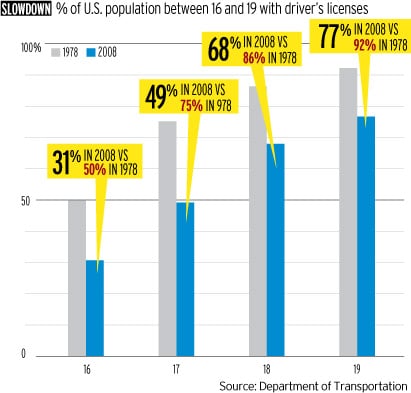 SLOWDOWN % of U.S. population between 16 and 19 with driver's licenses
100%
1978 2008
31% IN 2008 VS
50% IN 1978
49% IN 2008 VS
75% IN 978
68% IN 2008 VS
86% IN 1978
77% IN 2008 VS
92% IN 1978
50
0
16 17 18 19
Source: Department of Transportation